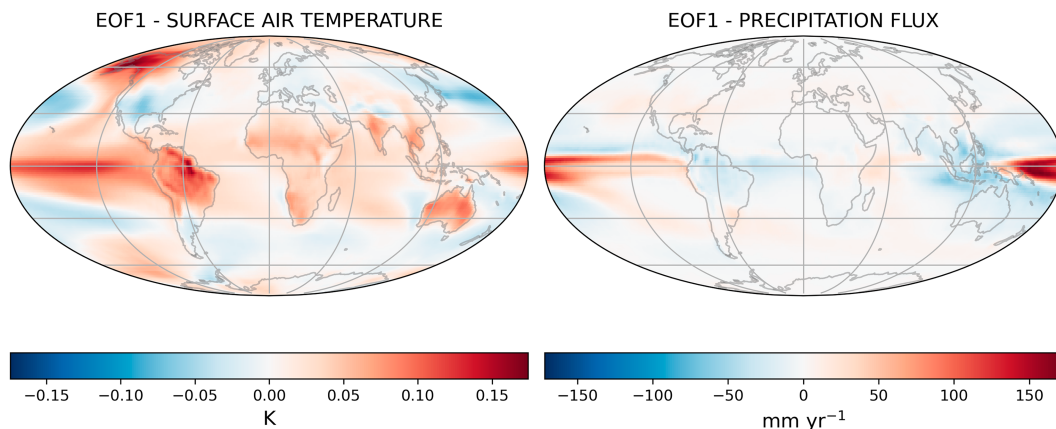 EOF1 - SURFACE AIR TEMPERATURE
EOF1 - PRECIPITATION FLUX
−0.15 −0.10 −0.05 0.00 0.05 0.10 0.15
K
−150 −100 −50 0 50 100 150
mm yr⁻¹